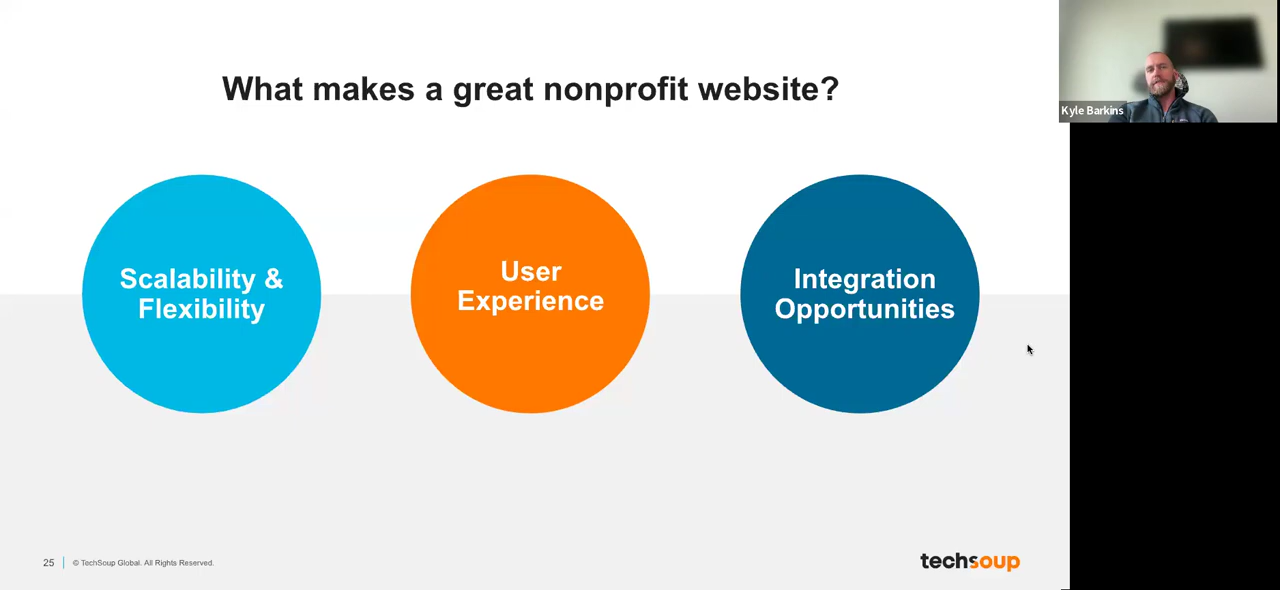 What makes a great nonprofit website?
Kyle Barkins
Scalability &
Flexibility
User
Experience
Integration
Opportunities
25
© TechSoup Global. All Rights Reserved.
techsoup